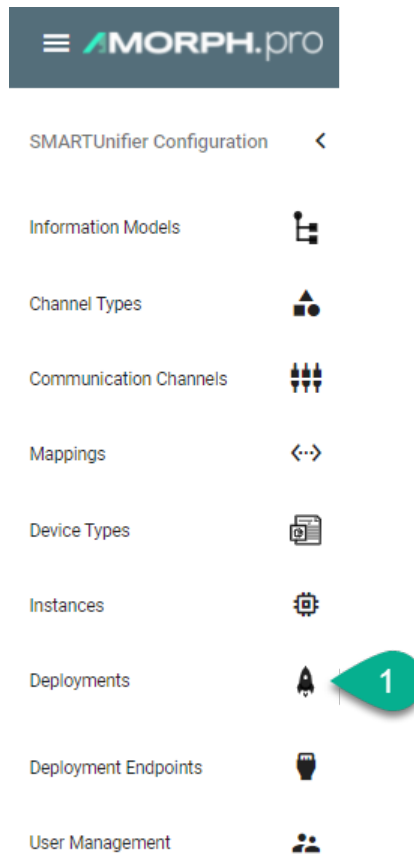 AMORPH.pro
SMARTUnifier Configuration
Information Models
Channel Types
Communication Channels
Mappings
Device Types
Instances
Deployments
1
Deployment Endpoints
User Management